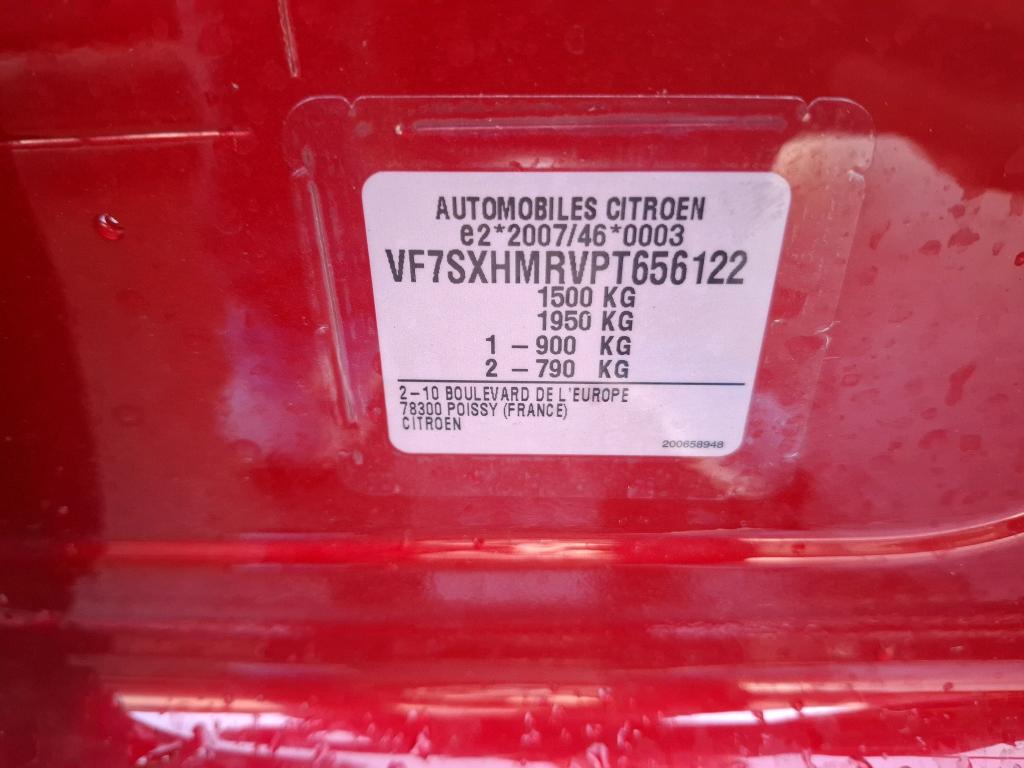 AUTOMOBILES CITROEN
e2*2007/46*0003
VF7SXHMRVPT656122
1500 KG
1950 KG
1 – 900 KG
2 – 790 KG
2–10 BOULEVARD DE L'EUROPE
78300 POISSY (FRANCE)
CITROEN
200658948